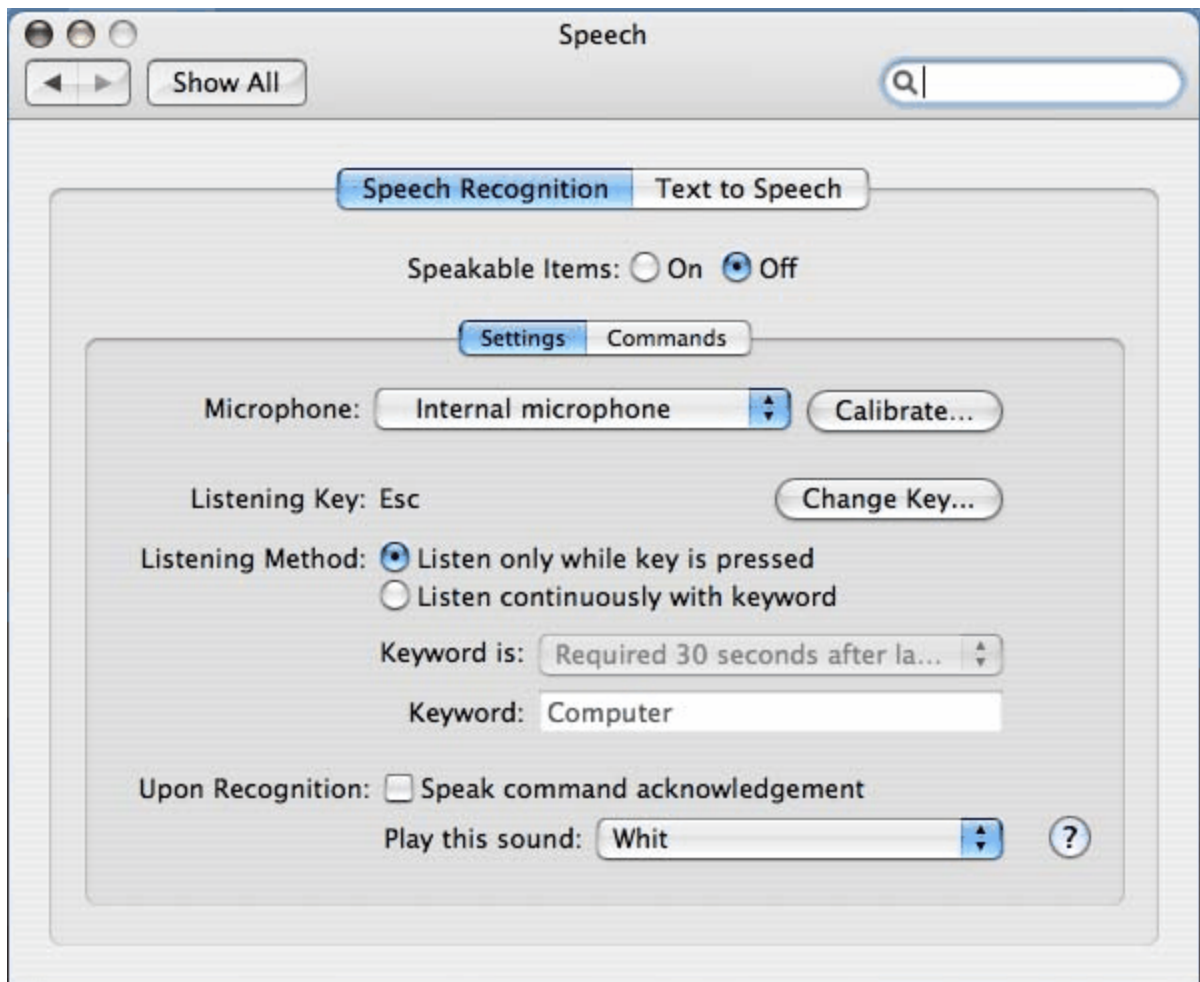 Speech
Show All
Speech Recognition Text to Speech
Speakable Items: On Off
Settings Commands
Microphone: Internal microphone Calibrate...
Listening Key: Esc Change Key...
Listening Method: Listen only while key is pressed
Listen continuously with keyword
Keyword is: Required 30 seconds after la...
Keyword: Computer
Upon Recognition: Speak command acknowledgement
Play this sound: Whit ?